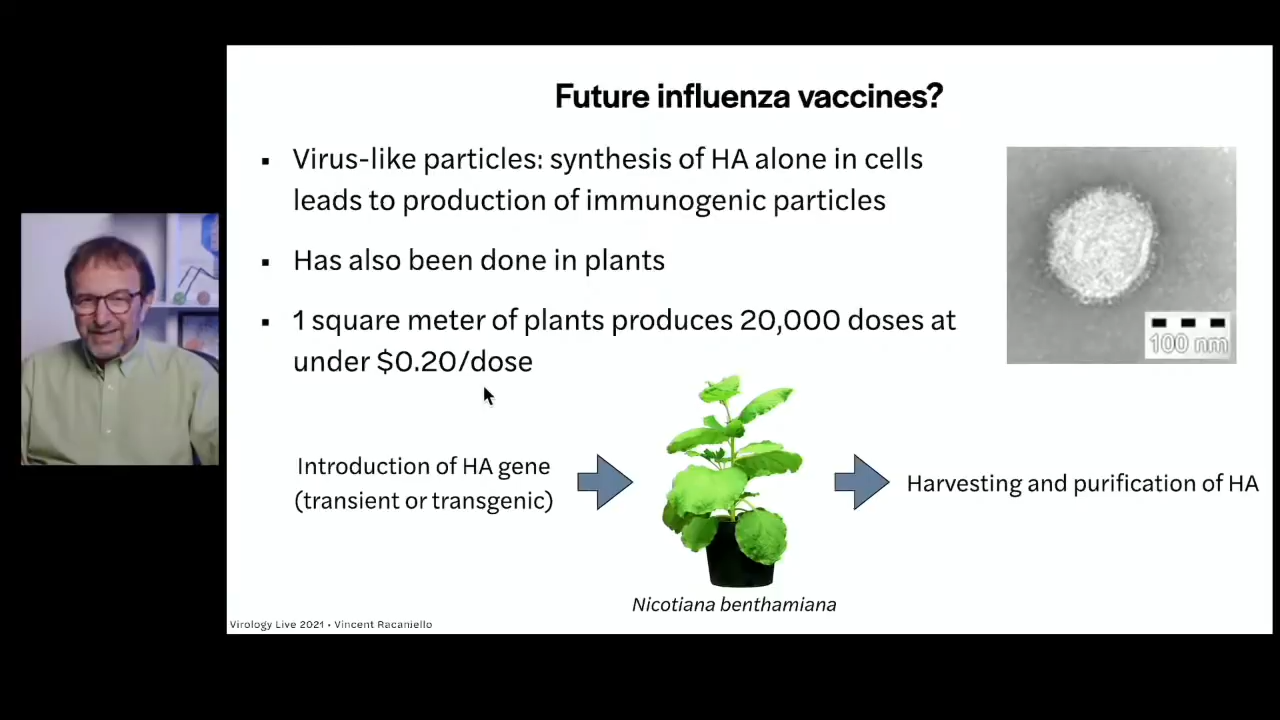 Future influenza vaccines?
▪ Virus-like particles: synthesis of HA alone in cells
leads to production of immunogenic particles
▪ Has also been done in plants
▪ 1 square meter of plants produces 20,000 doses at
under $0.20/dose
100 nm
Introduction of HA gene
(transient or transgenic)
Harvesting and purification of HA
Nicotiana benthamiana
Virology Live 2021 • Vincent Racaniello